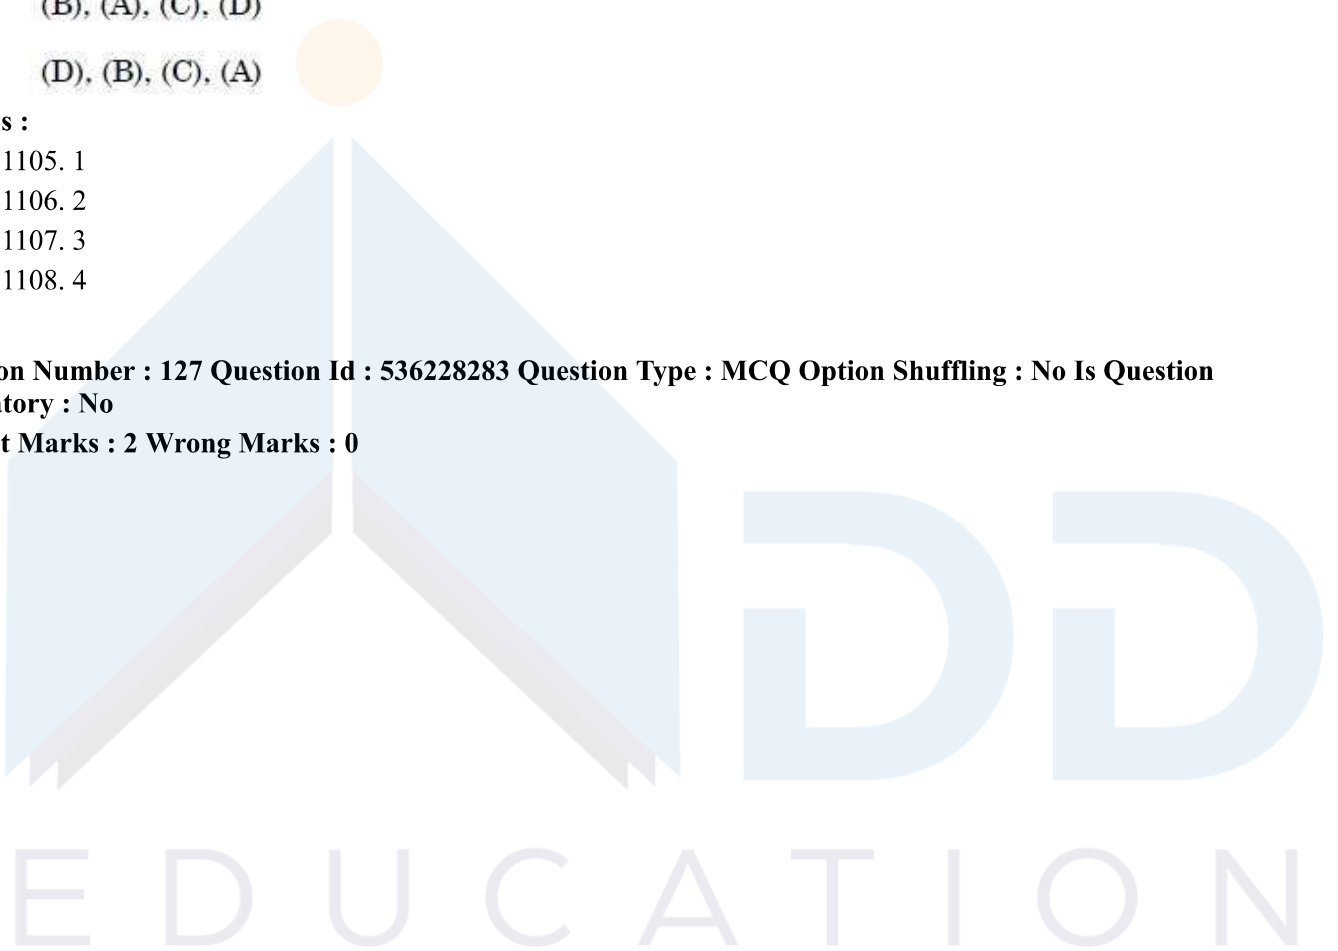 (B), (A), (C), (D)
(D), (B), (C), (A)
s :
1105. 1
1106. 2
1107. 3
1108. 4
on Number : 127 Question Id : 536228283 Question Type : MCQ Option Shuffling : No Is Question
atory : No
t Marks : 2 Wrong Marks : 0
DD
EDUCATION